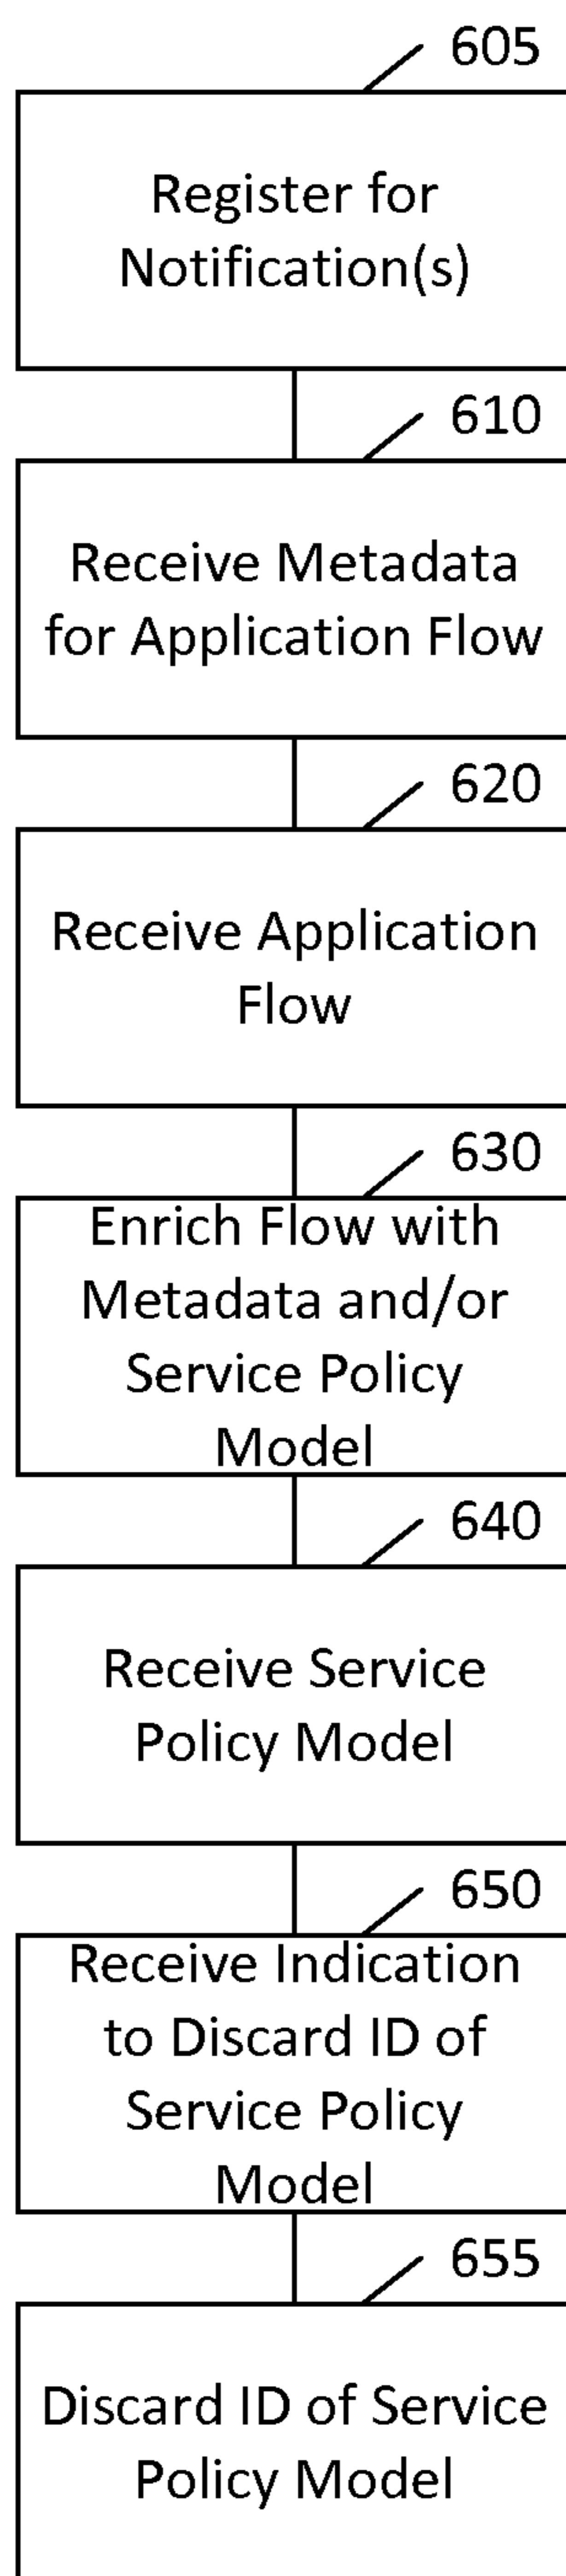 605
Register for
Notification(s)
610
Receive Metadata
for Application Flow
620
Receive Application
Flow
630
Enrich Flow with
Metadata and/or
Service Policy
Model
640
Receive Service
Policy Model
650
Receive Indication
to Discard ID of
Service Policy
Model
655
Discard ID of Service
Policy Model